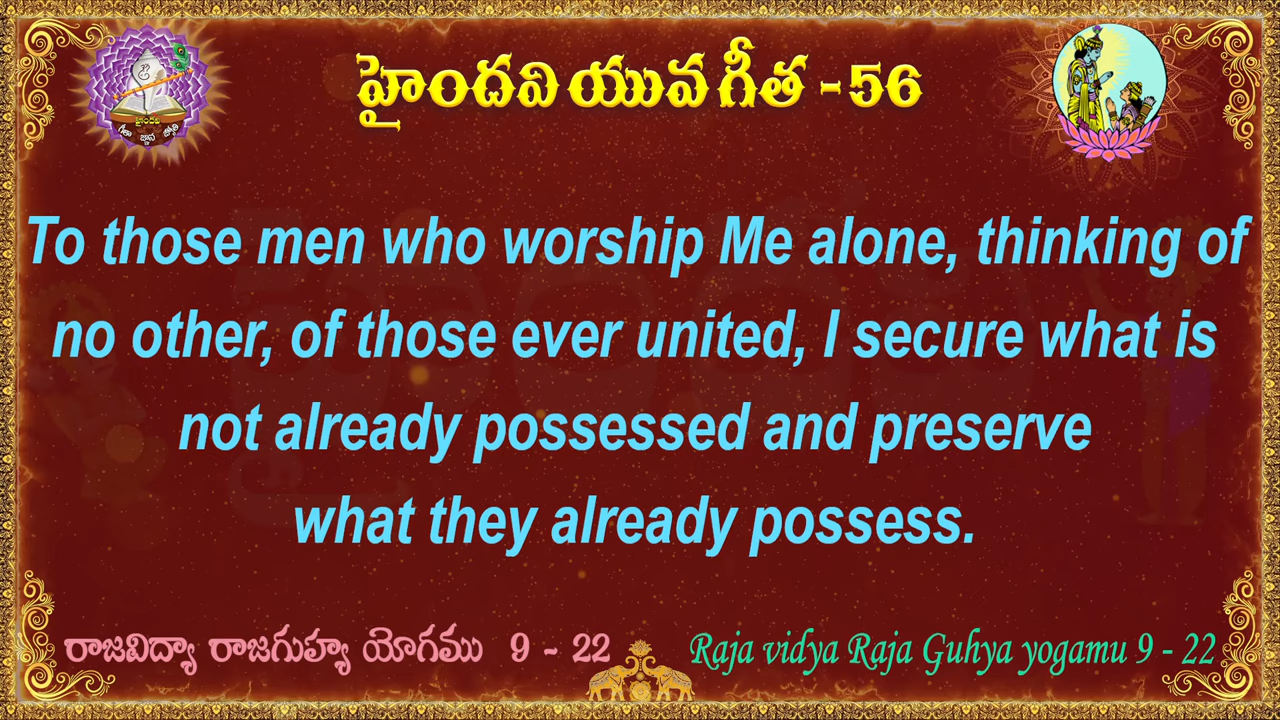 హైందవి యువ గీత - 56
హైందవి
గీతా జ్ఞాన జ్యోతి
To those men who worship Me alone, thinking of
no other, of those ever united, I secure what is
not already possessed and preserve
what they already possess.
రాజవిద్యా రాజగుహ్య యోగము 9 - 22
Raja vidya Raja Guhya yogamu 9 - 22